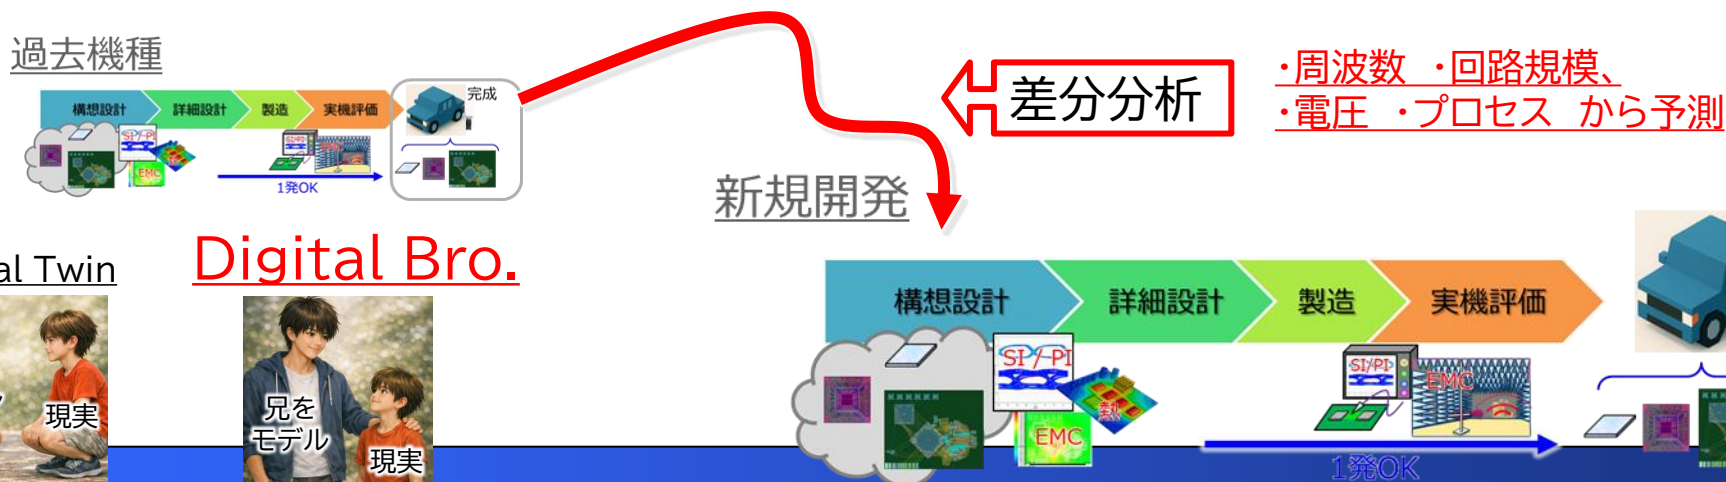 過去機種
構想設計
詳細設計
製造
実機評価
完成
SI/PI
EMC
SI/PI
1発OK
差分分析
・周波数 ・回路規模、
・電圧 ・プロセス から予測
新規開発
al Twin
現実
Digital Bro.
兄を
モデル
現実
構想設計
詳細設計
製造
実機評価
SI/PI
熱
EMC
SI/PI
EMC
1発OK